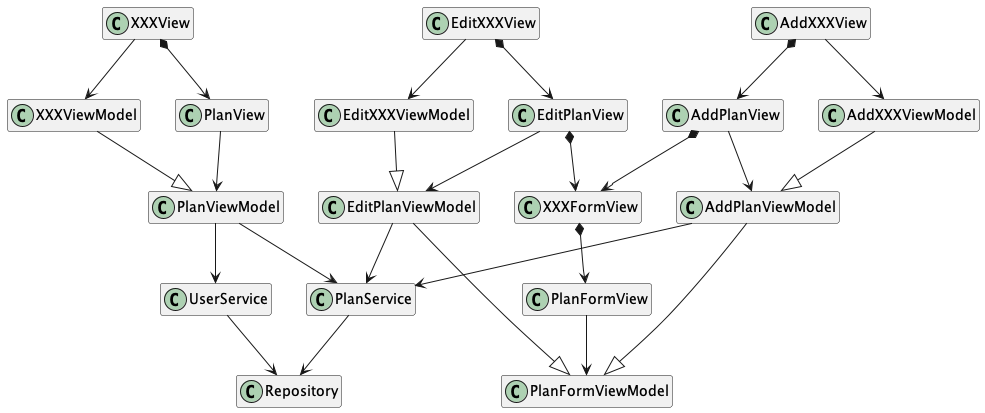 C XXXView
C EditXXXView
C AddXXXView
C XXXViewModel
C PlanView
C EditXXXViewModel
C EditPlanView
C AddPlanView
C AddXXXViewModel
C PlanViewModel
C EditPlanViewModel
C XXXFormView
C AddPlanViewModel
C UserService
C PlanService
C PlanFormView
C Repository
C PlanFormViewModel